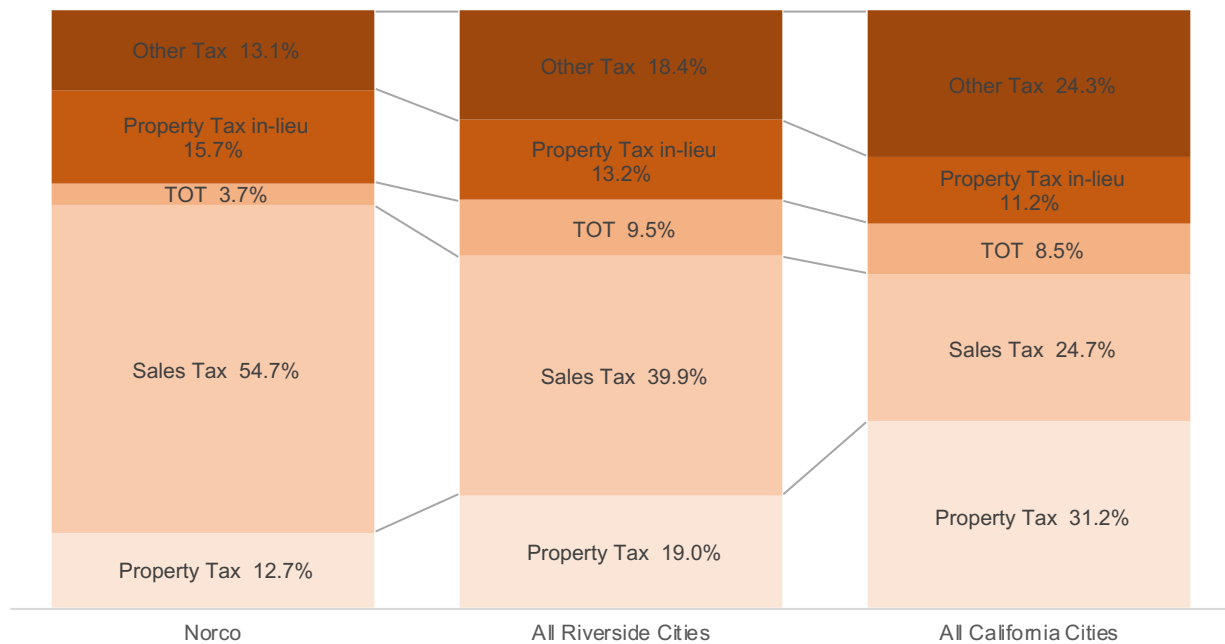 Other Tax 13.1%
Property Tax in-lieu
15.7%
TOT 3.7%
Sales Tax 54.7%
Property Tax 12.7%
Norco
Other Tax 18.4%
Property Tax in-lieu
13.2%
TOT 9.5%
Sales Tax 39.9%
Property Tax 19.0%
All Riverside Cities
Other Tax 24.3%
Property Tax in-lieu
11.2%
TOT 8.5%
Sales Tax 24.7%
Property Tax 31.2%
All California Cities